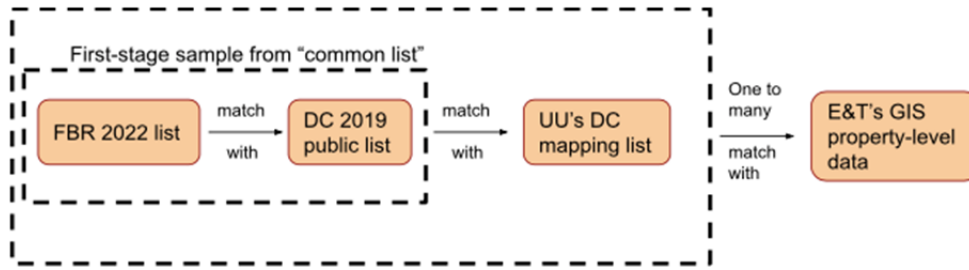 First-stage sample from “common list”
FBR 2022 list
match
with
DC 2019
public list
match
with
UU's DC
mapping list
One to
many
match
with
E&T's GIS
property-level
data